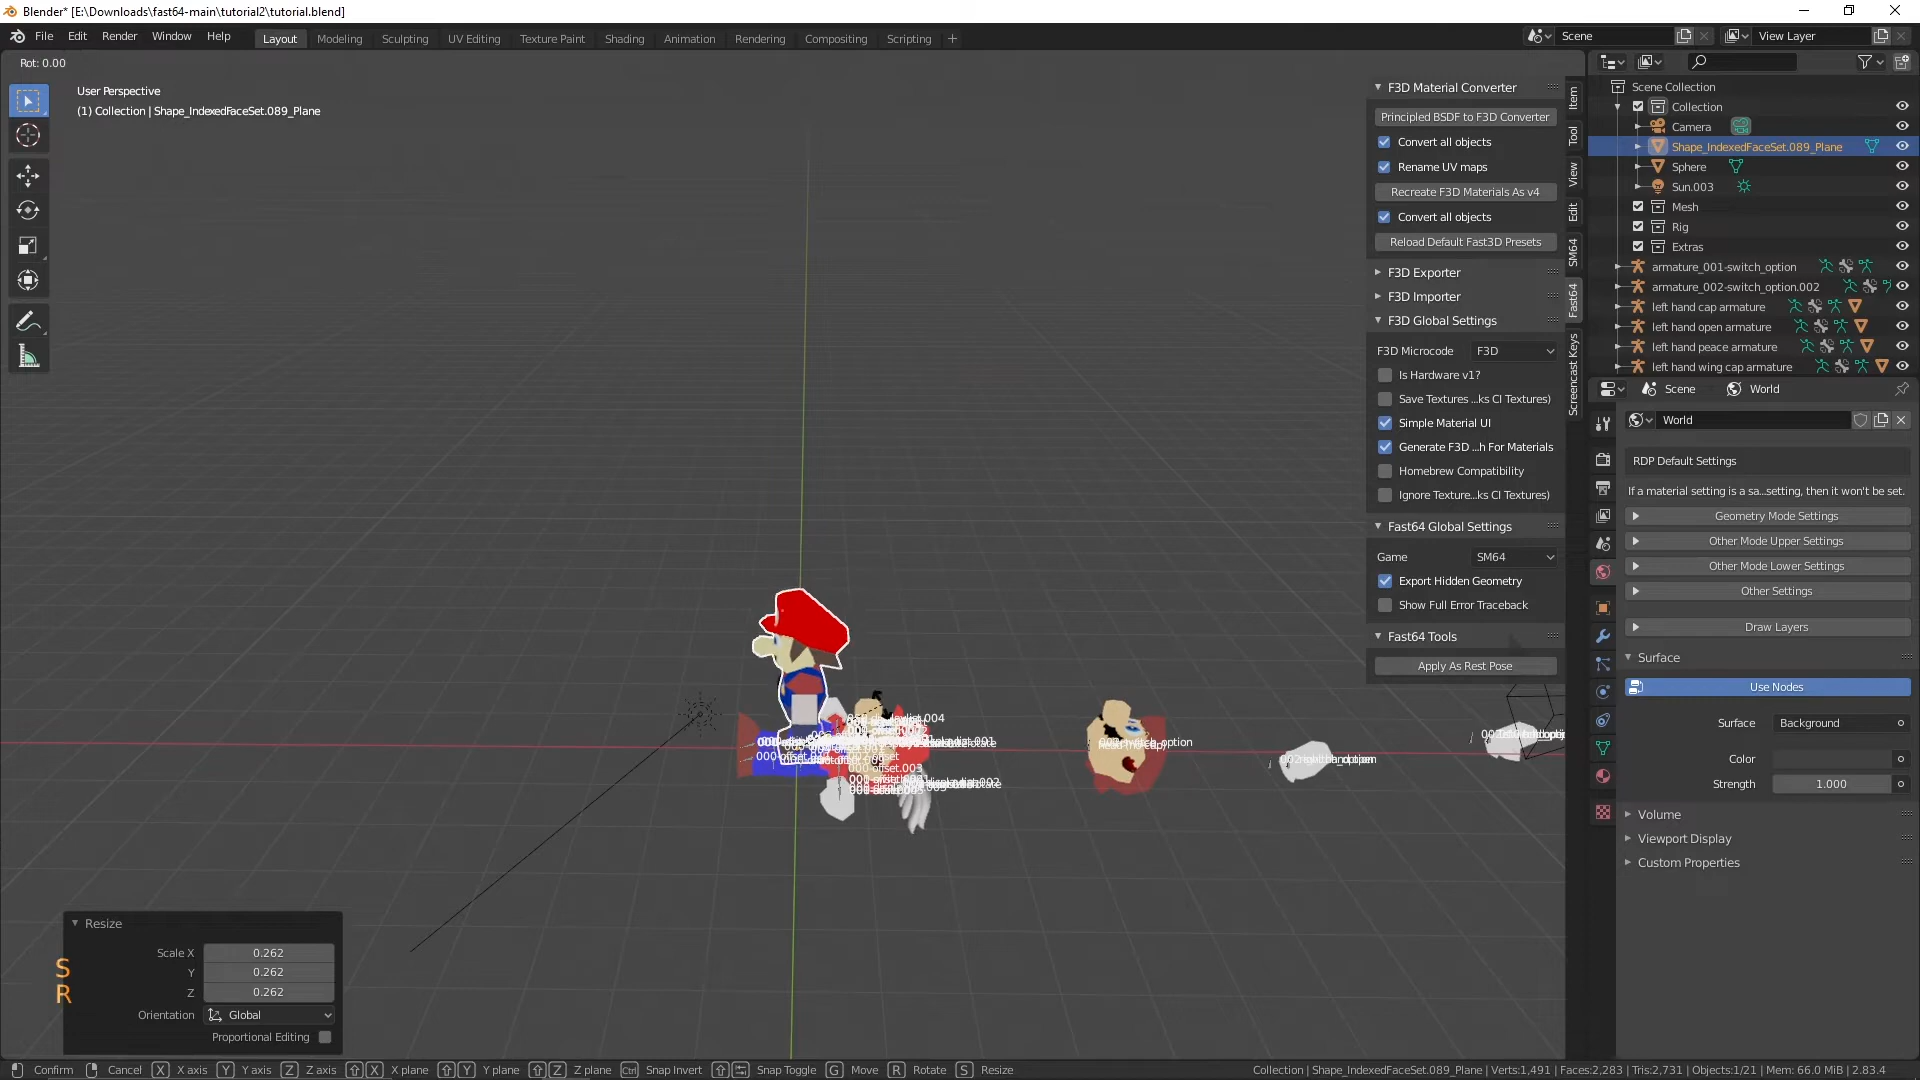 Blender* [E:\Downloads\fast64-main\tutorial2\tutorial.blend]
File Edit Render Window Help Layout Modeling Sculpting UV Editing Texture Paint Shading Animation Rendering Compositing Scripting + Scene View Layer
Rot: 0.00
User Perspective
(1) Collection | Shape_IndexedFaceSet.089_Plane
F3D Material Converter
Principled BSDF to F3D Converter
Convert all objects
Rename UV maps
Recreate F3D Materials As v4
Convert all objects
Reload Default Fast3D Presets
F3D Exporter
F3D Importer
F3D Global Settings
F3D Microcode F3D
Is Hardware v1?
Save Textures ...ks CI Textures)
Simple Material UI
Generate F3D ...h For Materials
Homebrew Compatibility
Ignore Texture...ks CI Textures)
Fast64 Global Settings
Game SM64
Export Hidden Geometry
Show Full Error Traceback
Fast64 Tools
Apply As Rest Pose
Item
Tool
View
Edit
SM64
Fast64
Screencast Keys
Scene Collection
Collection
Camera
Shape_IndexedFaceSet.089_Plane
Sphere
Sun.003
Mesh
Rig
Extras
armature_001-switch_option
armature_002-switch_option.002
left hand cap armature
left hand open armature
left hand peace armature
left hand wing cap armature
Scene World
World
RDP Default Settings
If a material setting is a sa...setting, then it won't be set.
Geometry Mode Settings
Other Mode Upper Settings
Other Mode Lower Settings
Other Settings
Draw Layers
Surface
Use Nodes
Surface Background
Color
Strength 1.000
Volume
Viewport Display
Custom Properties
000-offset.003
Resize
Scale X 0.262
Y 0.262
Z 0.262
Orientation Global
Proportional Editing
S
R
Confirm Cancel X X axis Y Y axis Z Z axis X X plane Y Y plane Z Z plane Ctrl Snap Invert Snap Toggle G Move R Rotate S Resize
Collection | Shape_IndexedFaceSet.089_Plane | Verts:1,491 | Faces:2,283 | Tris:2,731 | Objects:1/21 | Mem: 66.0 MiB | 2.83.4